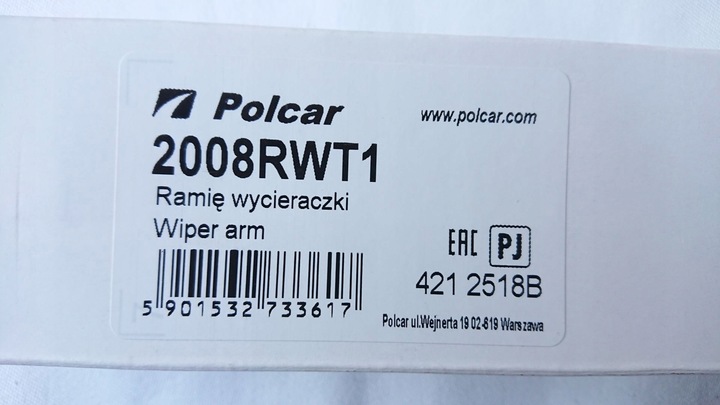 Polcar
www.polcar.com
2008RWT1
Ramię wycieraczki
Wiper arm
EAC PJ
421 2518B
5 901532 733617
Polcar ul.Wejnerta 19 02-619 Warszawa